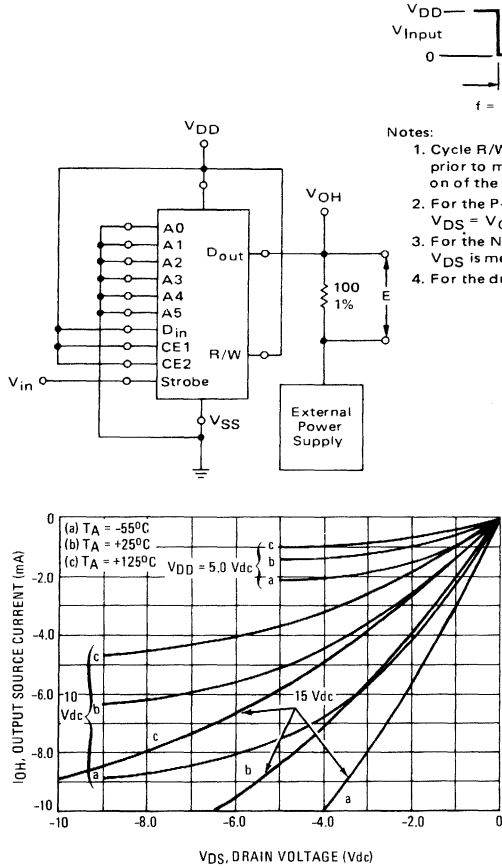 VDD
VInput
0
f =
Notes:
1. Cycle R/W
prior to m
on of the
2. For the P-
VDS = VO
3. For the N
VDS is me
4. For the du
VDD
VOH
A0
A1
A2
A3
A4
A5
Din
CE1
CE2
Strobe
Dout
R/W
Vin
VSS
100
1%
E
External
Power
Supply
(a) TA = -55°C
(b) TA = +25°C
(c) TA = +125°C
VDD = 5.0 Vdc
c
b
a
10
Vdc
c
b
a
15 Vdc
c
b
a
0
-2.0
-4.0
-6.0
-8.0
-10
IOH, OUTPUT SOURCE CURRENT (mA)
-10
-8.0
-6.0
-4.0
-2.0
0
VDS, DRAIN VOLTAGE (Vdc)